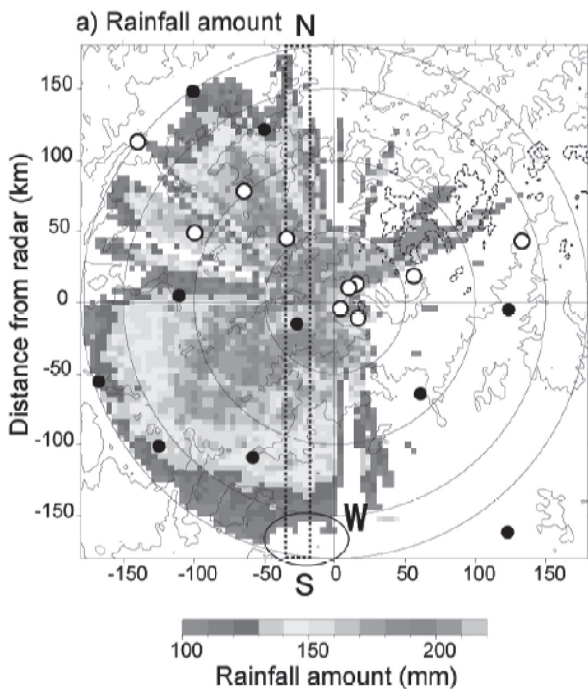 a) Rainfall amount N
150
100
50
0
-50
-100
-150
Distance from radar (km)
W
-150 -100 -50 0 50 100 150
S
100 150 200
Rainfall amount (mm)